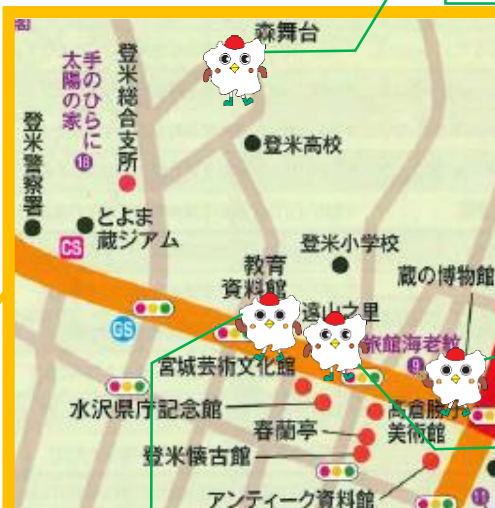 閣
森舞台
手のひらに
太陽の家
⑱
登米総合支所
登米警察署
登米高校
とよま
蔵ジアム
CS
登米小学校
教育
資料館
遠山之里
蔵の博物館
GS
旅館海老紋
⑨
宮城芸術文化館
水沢県庁記念館
髙倉勝子
美術館
春蘭亭
登米懐古館
アンティーク資料館
⑪